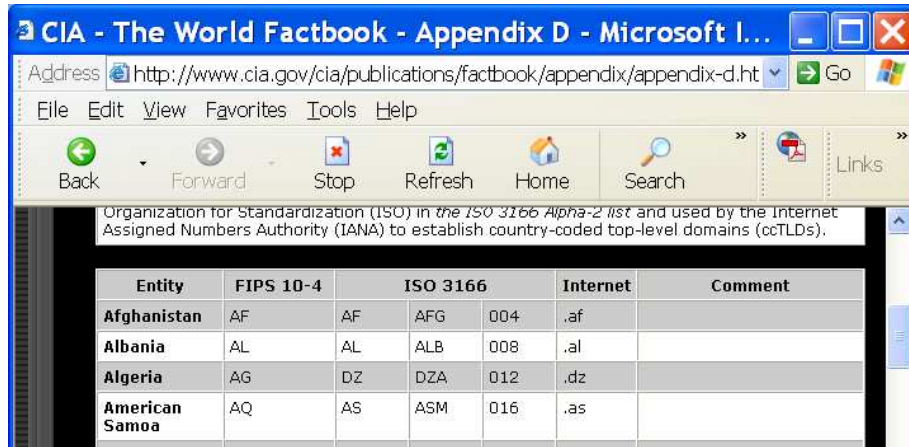 CIA - The World Factbook - Appendix D - Microsoft I...
Address http://www.cia.gov/cia/publications/factbook/appendix/appendix-d.ht Go
File Edit View Favorites Tools Help
Back Forward Stop Refresh Home Search » Links »
Organization for Standardization (ISO) in the ISO 3166 Alpha-2 list and used by the Internet
Assigned Numbers Authority (IANA) to establish country-coded top-level domains (ccTLDs).
Entity FIPS 10-4 ISO 3166 Internet Comment
Afghanistan AF AF AFG 004 .af
Albania AL AL ALB 008 .al
Algeria AG DZ DZA 012 .dz
American AQ AS ASM 016 .as
Samoa